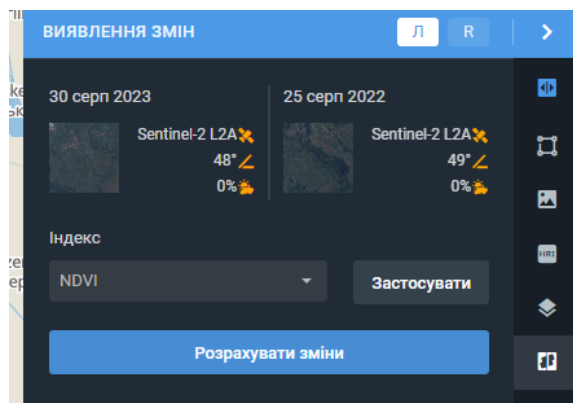 ВИЯВЛЕННЯ ЗМІН
Л R
30 серп 2023
25 серп 2022
Sentinel-2 L2A
48°
0%
Sentinel-2 L2A
49°
0%
Індекс
NDVI
Застосувати
Розрахувати зміни
HRI